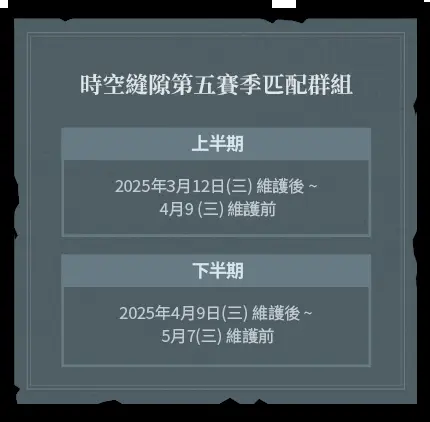 時空縫隙第五賽季匹配群組
上半期
2025年3月12日(三) 維護後 ~
4月9 (三) 維護前
下半期
2025年4月9日(三) 維護後 ~
5月7(三) 維護前